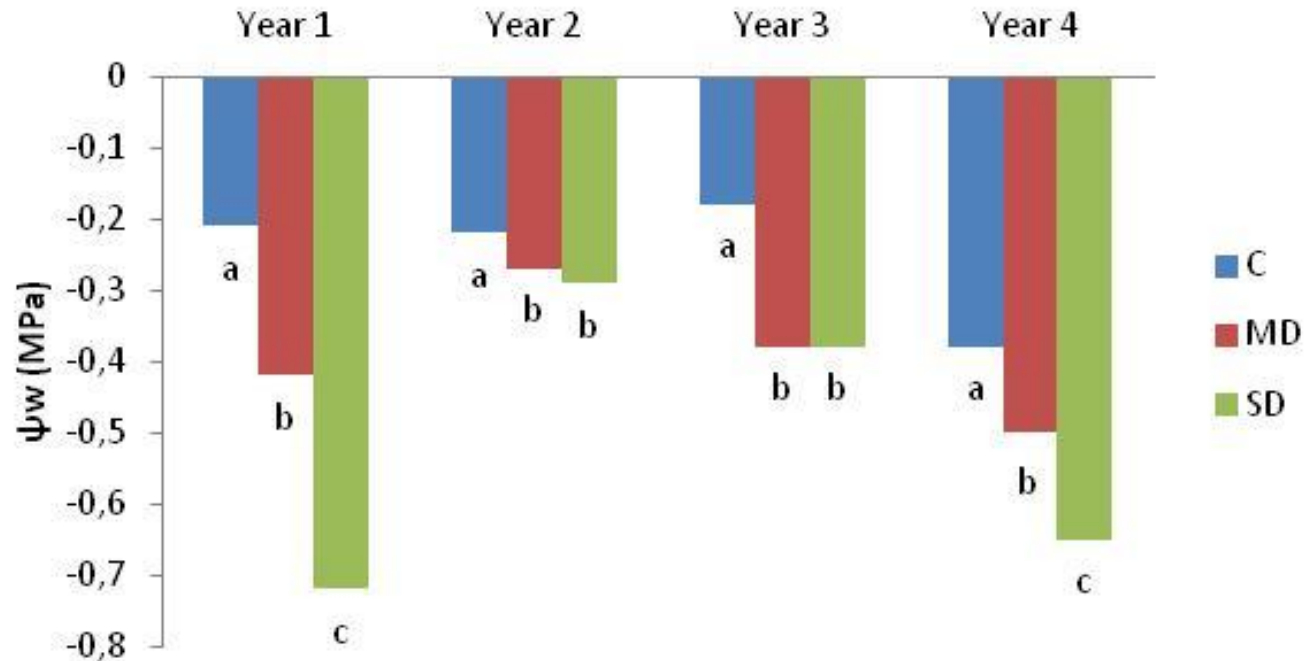 Year 1 Year 2 Year 3 Year 4
0
-0,1
-0,2
-0,3
-0,4
-0,5
-0,6
-0,7
-0,8
ψw (MPa)
a b c
a b b
a b b
a b c
C
MD
SD